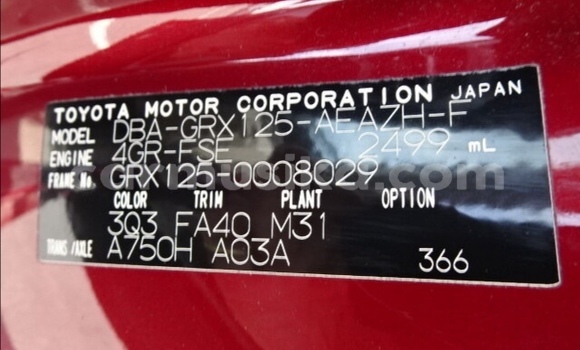 TOYOTA MOTOR CORPORATION JAPAN
MODEL DBA-GRX125-AEAZH-F
ENGINE 4GR-FSE 2499 mL
FRAME No. GRX125-0008029
COLOR TRIM PLANT OPTION
3Q3 FA40 M31
TRANS/AXLE A750H A03A 366